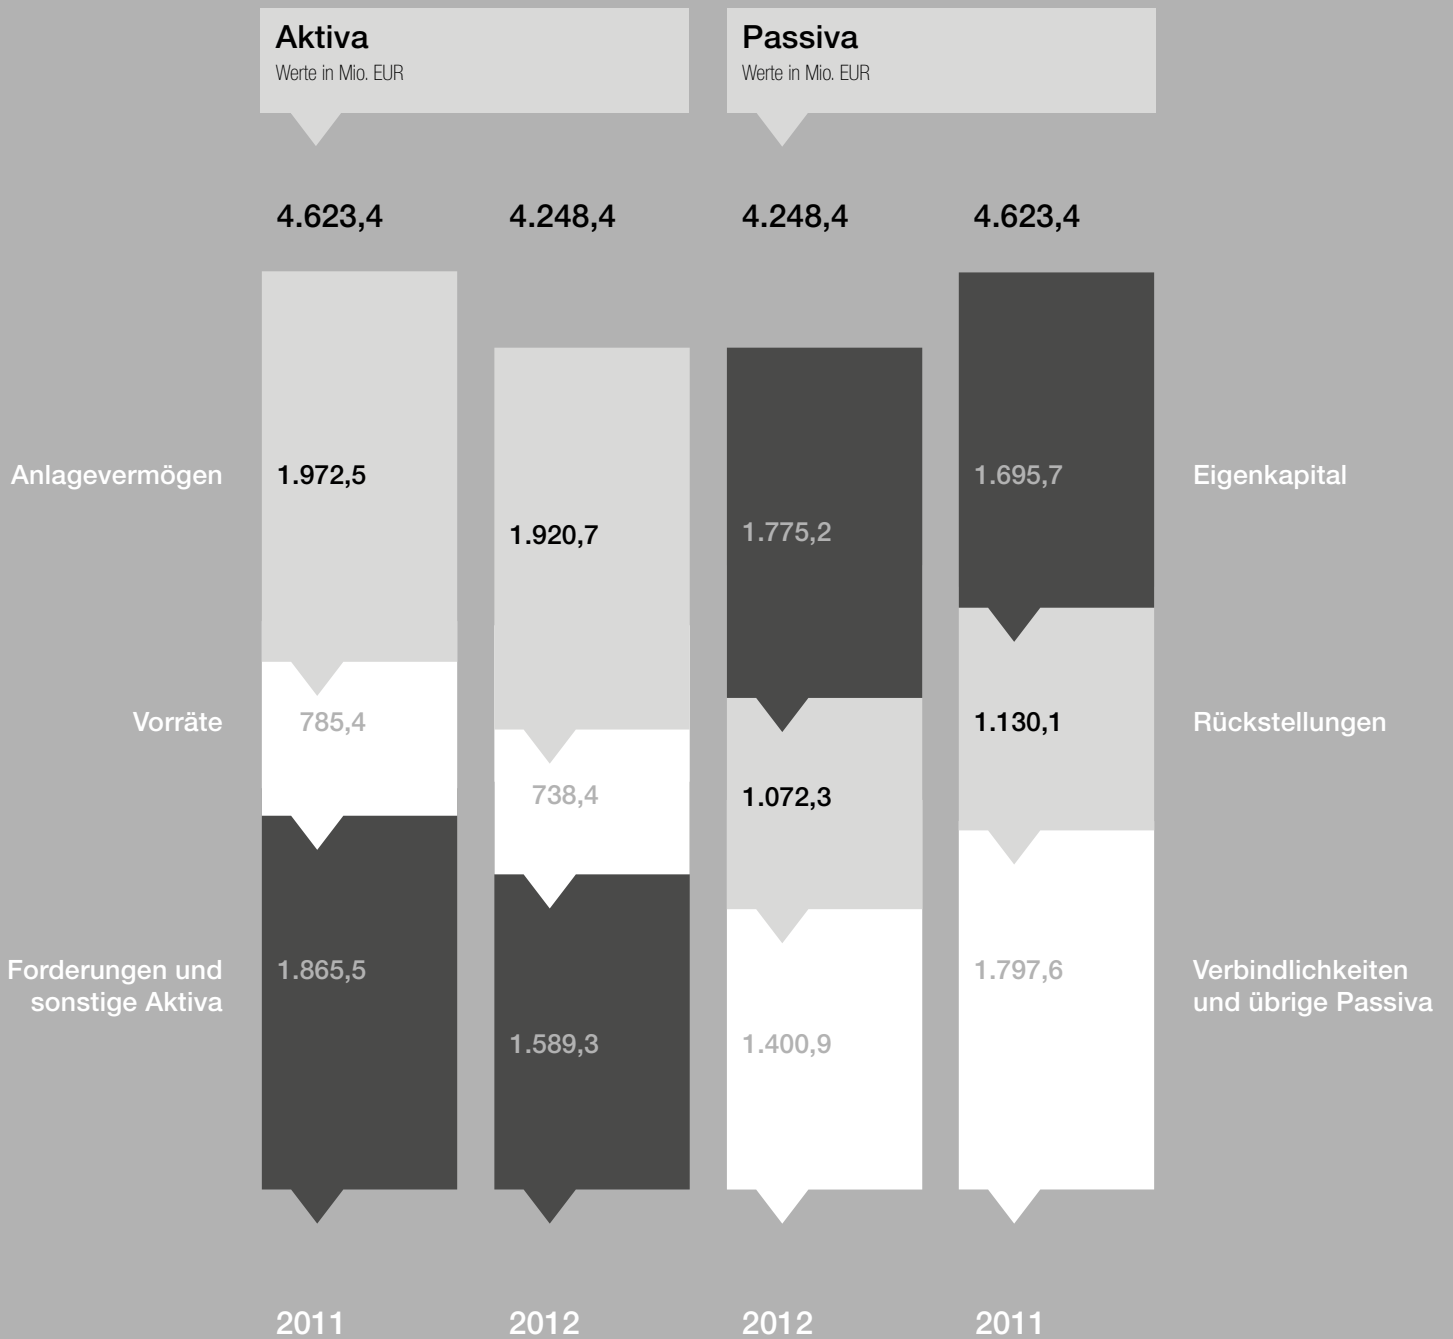 Aktiva
Werte in Mio. EUR
Passiva
Werte in Mio. EUR
4.623,4
4.248,4
4.248,4
4.623,4
Anlagevermögen
1.972,5
1.920,7
1.775,2
1.695,7
Eigenkapital
Vorräte
785,4
738,4
1.072,3
1.130,1
Rückstellungen
Forderungen und
sonstige Aktiva
1.865,5
1.589,3
1.400,9
1.797,6
Verbindlichkeiten
und übrige Passiva
2011
2012
2012
2011